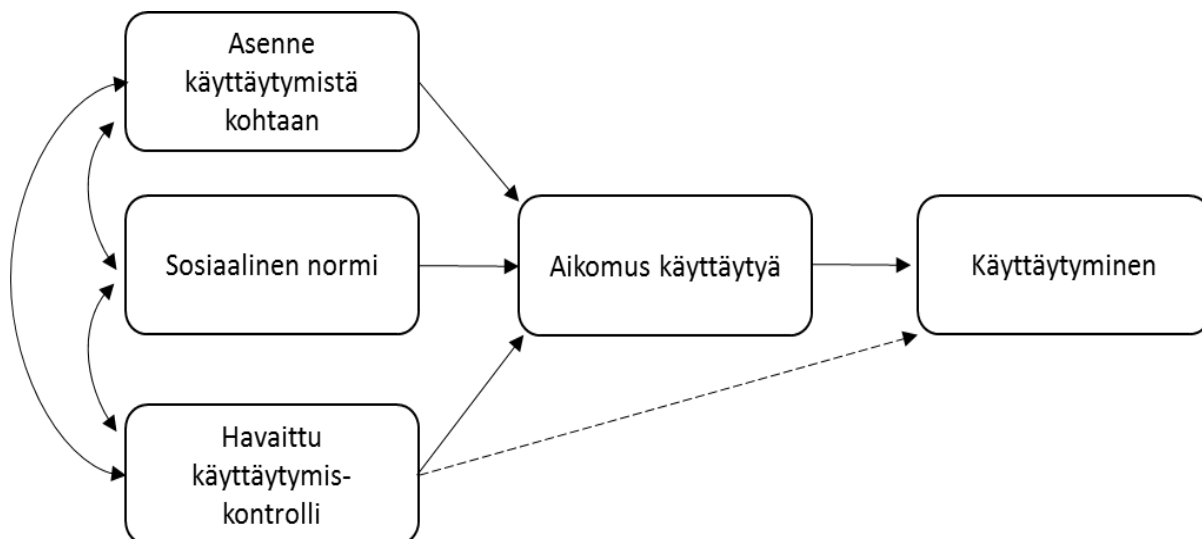 Asenne
käyttäytymistä
kohtaan
Sosiaalinen normi
Aikomus käyttäytyä
Käyttäytyminen
Havaittu
käyttäytymis-
kontrolli